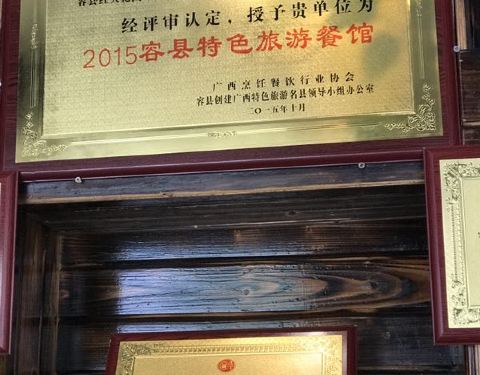 经评审认定，授予贵单位为
2015容县特色旅游餐馆
广西烹饪餐饮行业协会
容县创建广西特色旅游名县领导小组办公室
二〇一五年十月